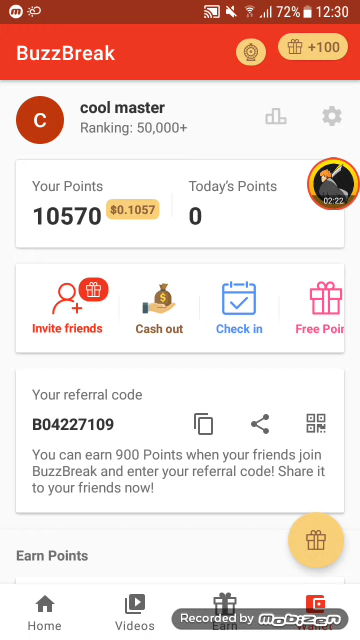 72% 12:30
BuzzBreak
+100
C
cool master
Ranking: 50,000+
Your Points
10570 $0.1057
Today's Points
0
02:22
Invite friends
Cash out
Check in
Free Poin
Your referral code
B04227109
You can earn 900 Points when your friends join
BuzzBreak and enter your referral code! Share it
to your friends now!
Earn Points
Home
Videos
Earn
Wallet
Recorded by mobizen